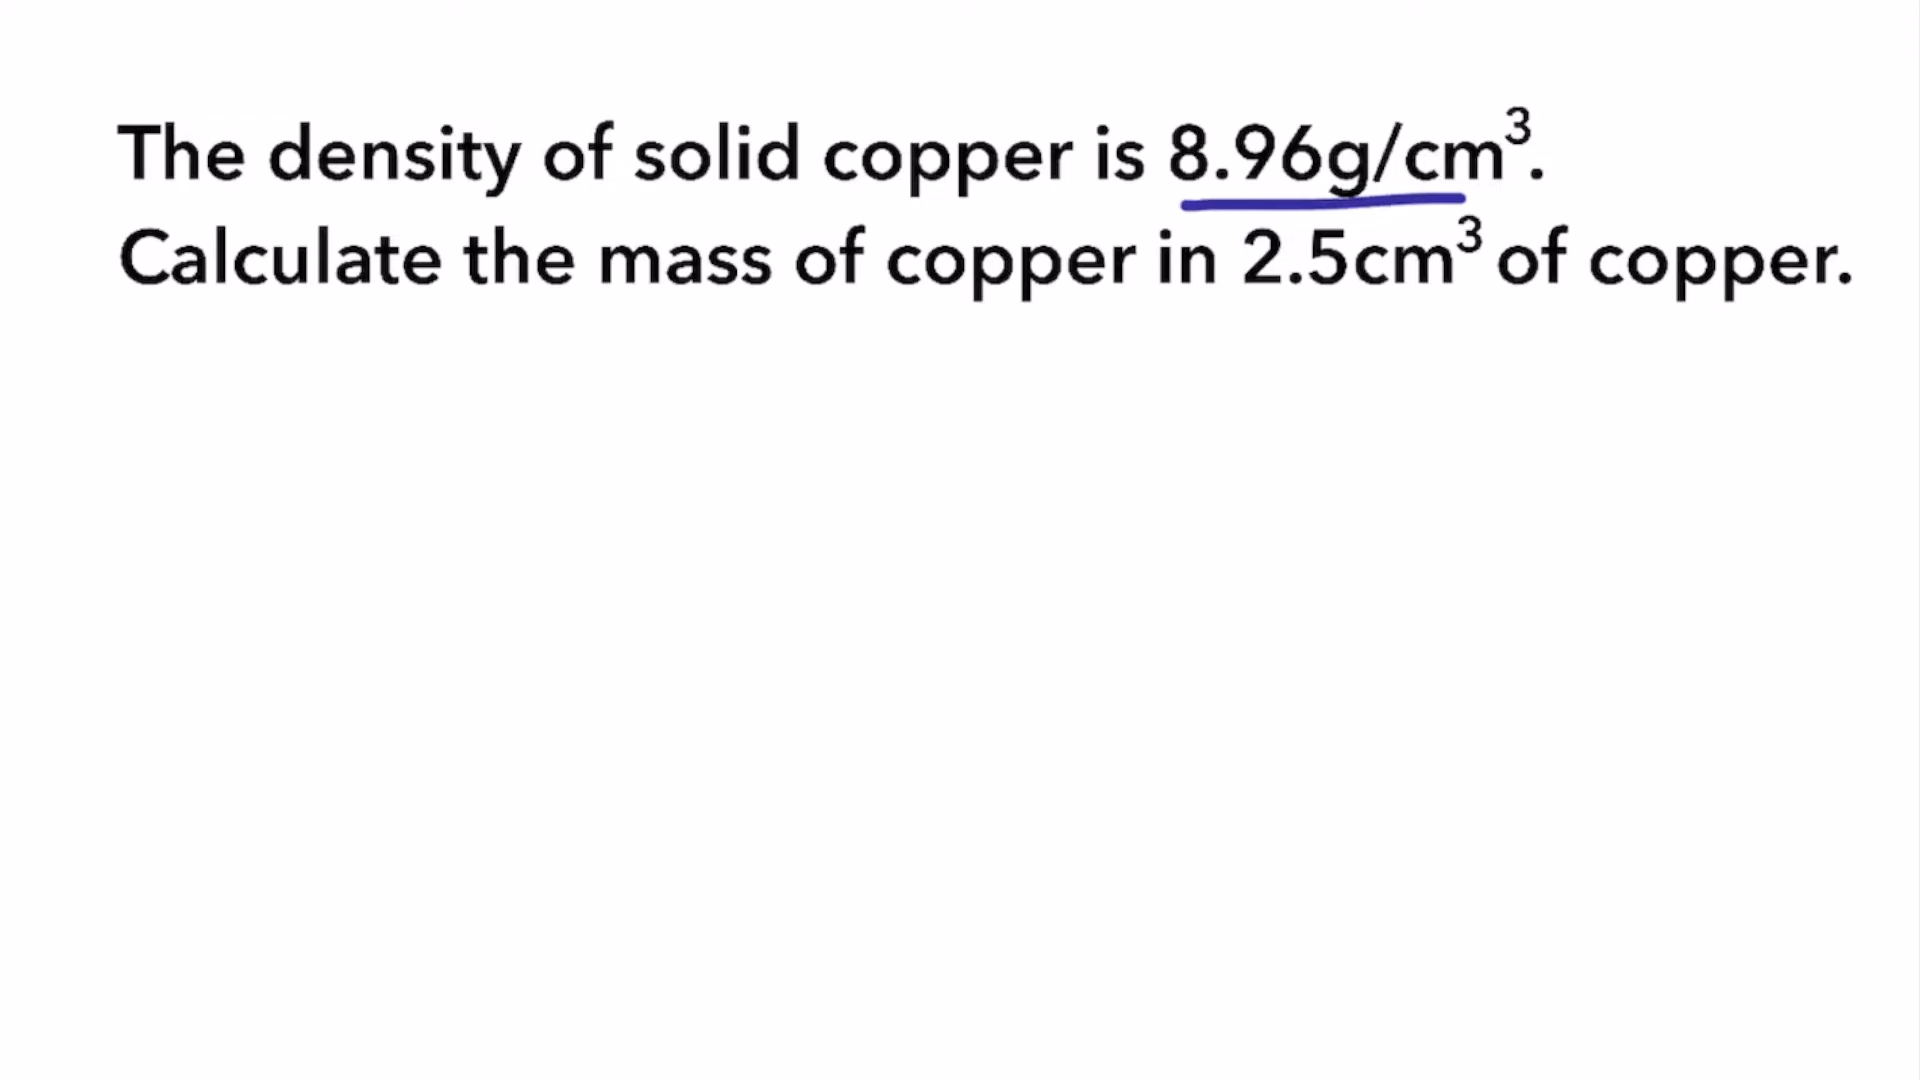 The density of solid copper is 8.96g/cm³.
Calculate the mass of copper in 2.5cm³ of copper.